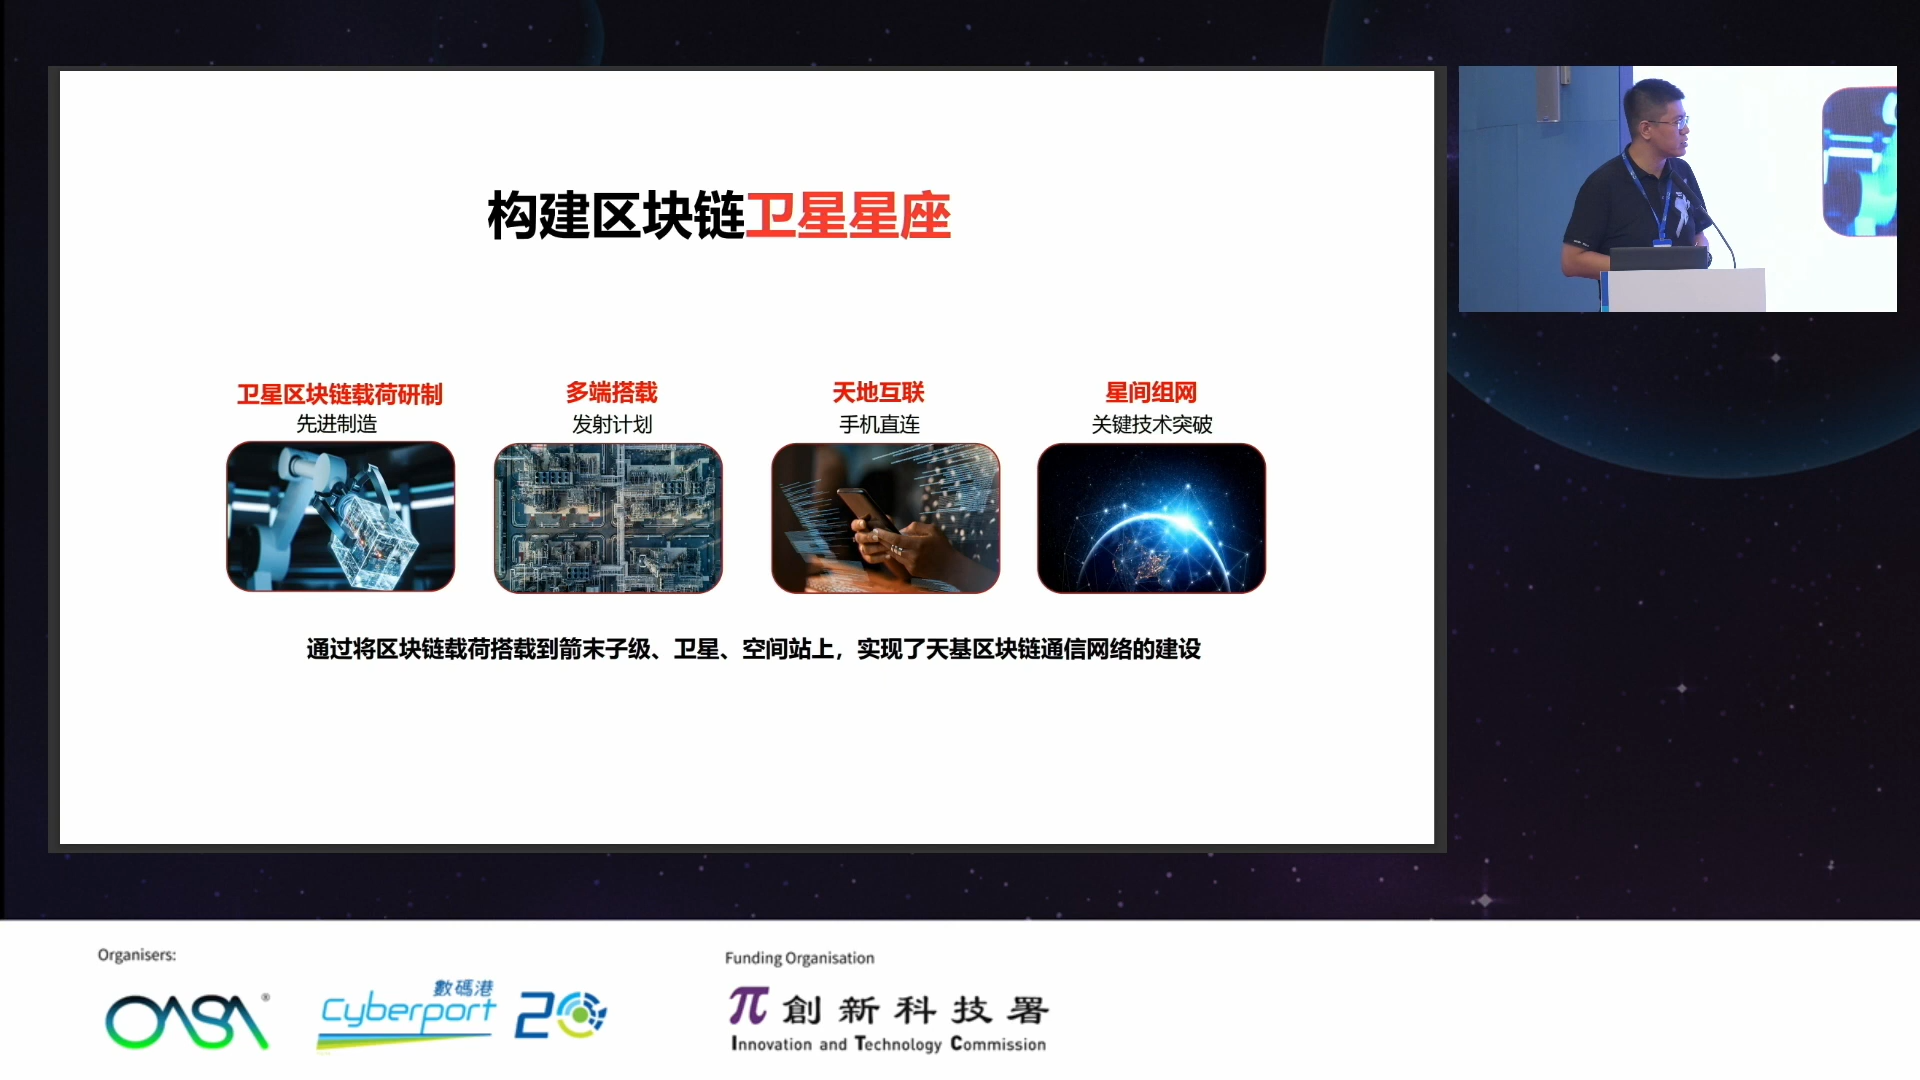 构建区块链卫星星座
卫星区块链载荷研制
先进制造
多端搭载
发射计划
天地互联
手机直连
星间组网
关键技术突破
通过将区块链载荷搭载到箭末子级、卫星、空间站上，实现了天基区块链通信网络的建设
Organisers:
OASA®
數碼港
Cyberport
20
Funding Organisation
創新科技署
Innovation and Technology Commission